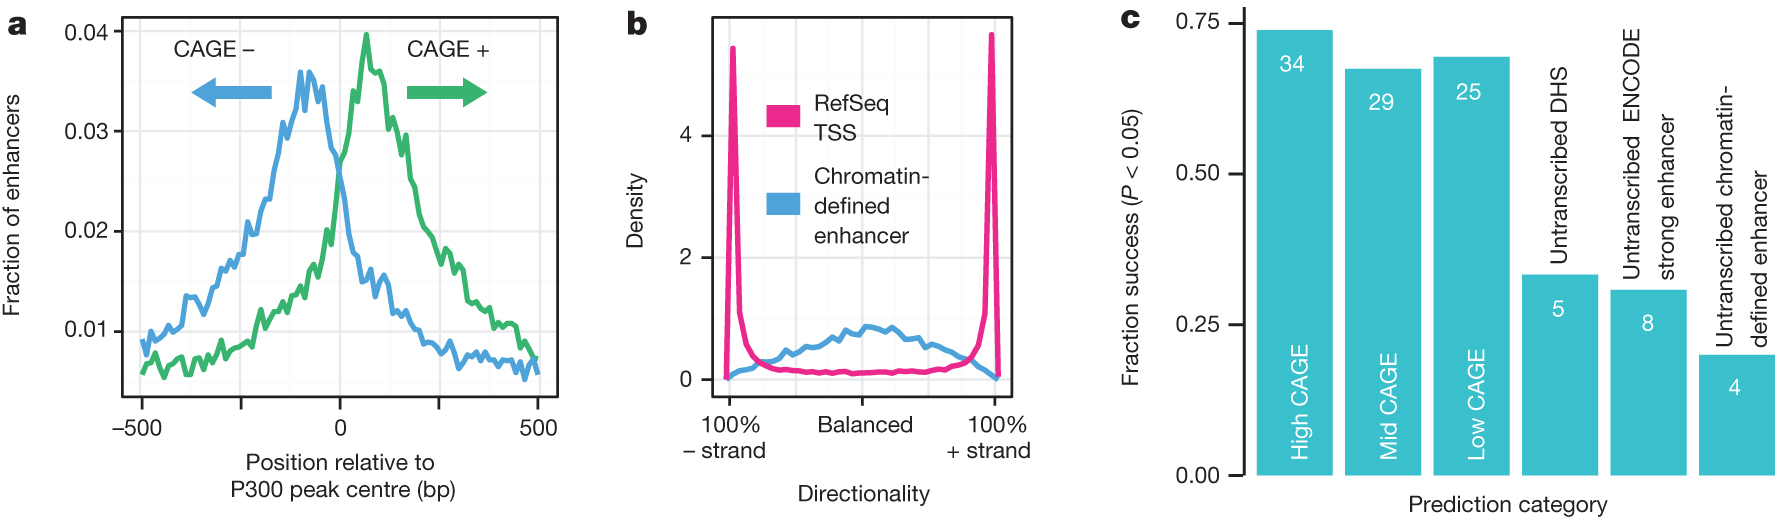 a
CAGE – CAGE +
0.04
0.03
0.02
0.01
Fraction of enhancers
–500 0 500
Position relative to
P300 peak centre (bp)
b
RefSeq
TSS
Chromatin-
defined
enhancer
4
2
0
Density
100% Balanced 100%
– strand + strand
Directionality
c
0.75
0.50
0.25
0.00
Fraction success (P < 0.05)
34
29
25
5
8
4
High CAGE
Mid CAGE
Low CAGE
Untranscribed DHS
Untranscribed ENCODE
strong enhancer
Untranscribed chromatin-
defined enhancer
Prediction category